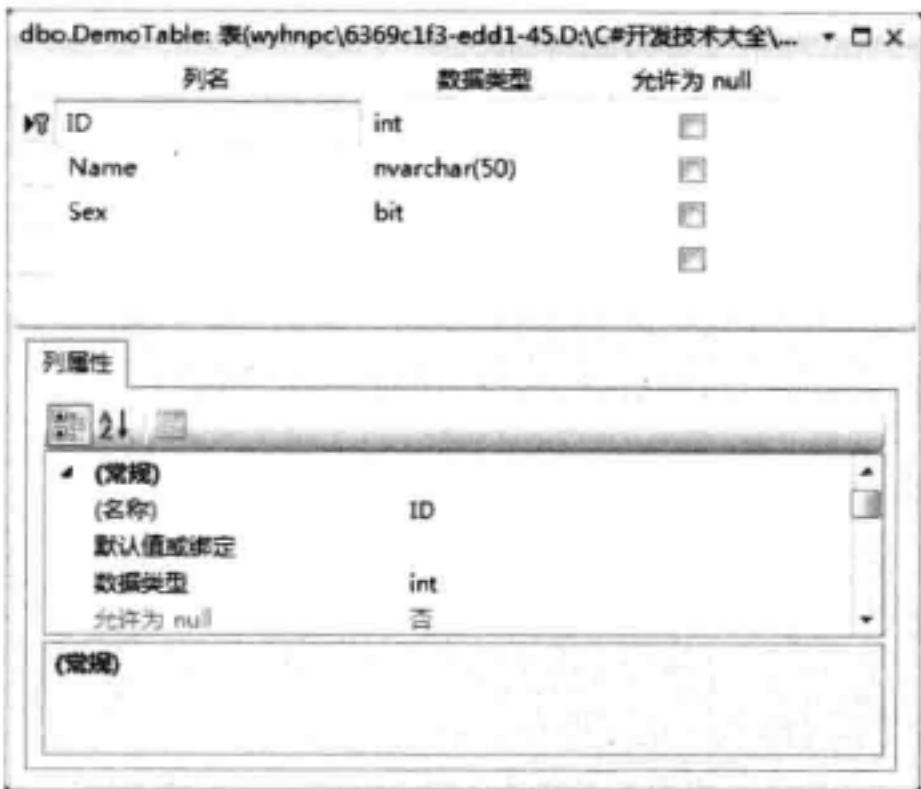 dbo.DemoTable: 表(wyhnpc\6369c1f3-edd1-45.D:\C#开发技术大全\...
列名 数据类型 允许为 null
ID int
Name nvarchar(50)
Sex bit
列属性
(常规)
(名称) ID
默认值或绑定
数据类型 int
允许为 null 否
(常规)